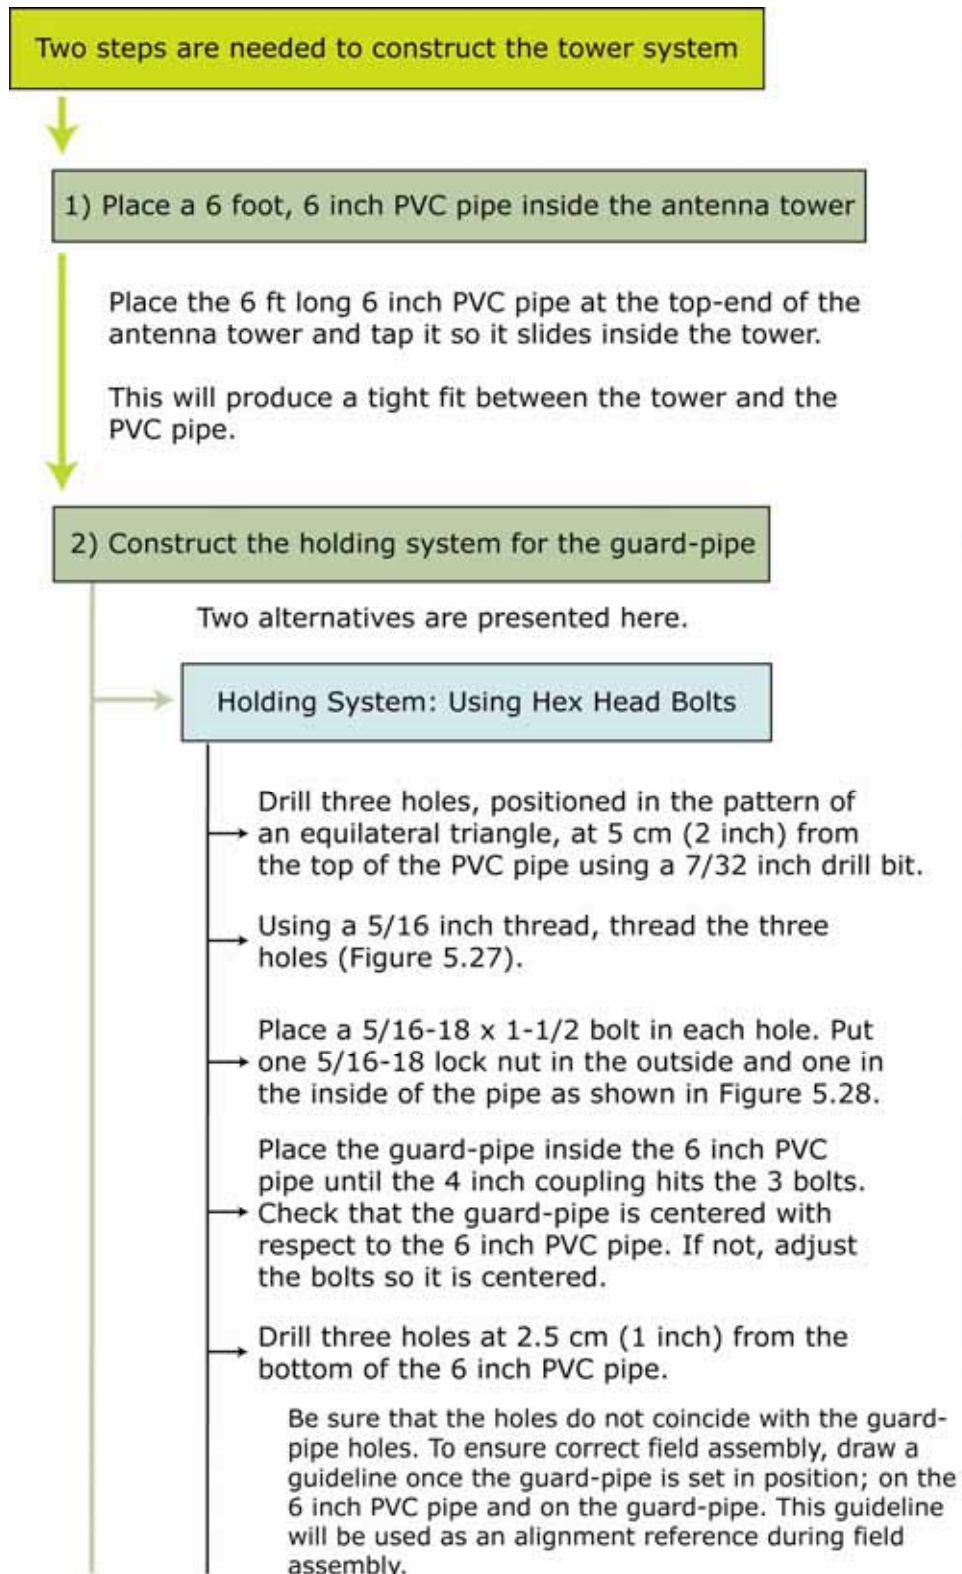 Two steps are needed to construct the tower system
1) Place a 6 foot, 6 inch PVC pipe inside the antenna tower
Place the 6 ft long 6 inch PVC pipe at the top-end of the
antenna tower and tap it so it slides inside the tower.
This will produce a tight fit between the tower and the
PVC pipe.
2) Construct the holding system for the guard-pipe
Two alternatives are presented here.
Holding System: Using Hex Head Bolts
Drill three holes, positioned in the pattern of
an equilateral triangle, at 5 cm (2 inch) from
the top of the PVC pipe using a 7/32 inch drill bit.
Using a 5/16 inch thread, thread the three
holes (Figure 5.27).
Place a 5/16-18 x 1-1/2 bolt in each hole. Put
one 5/16-18 lock nut in the outside and one in
the inside of the pipe as shown in Figure 5.28.
Place the guard-pipe inside the 6 inch PVC
pipe until the 4 inch coupling hits the 3 bolts.
Check that the guard-pipe is centered with
respect to the 6 inch PVC pipe. If not, adjust
the bolts so it is centered.
Drill three holes at 2.5 cm (1 inch) from the
bottom of the 6 inch PVC pipe.
Be sure that the holes do not coincide with the guard-
pipe holes. To ensure correct field assembly, draw a
guideline once the guard-pipe is set in position; on the
6 inch PVC pipe and on the guard-pipe. This guideline
will be used as an alignment reference during field
assembly.